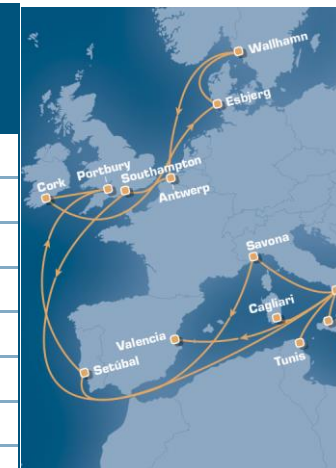 Wallhamn
Esbjerg
Portbury
Southampton
Cork
Antwerp
Savona
Cagliari
Valencia
Setúbal
Tunis